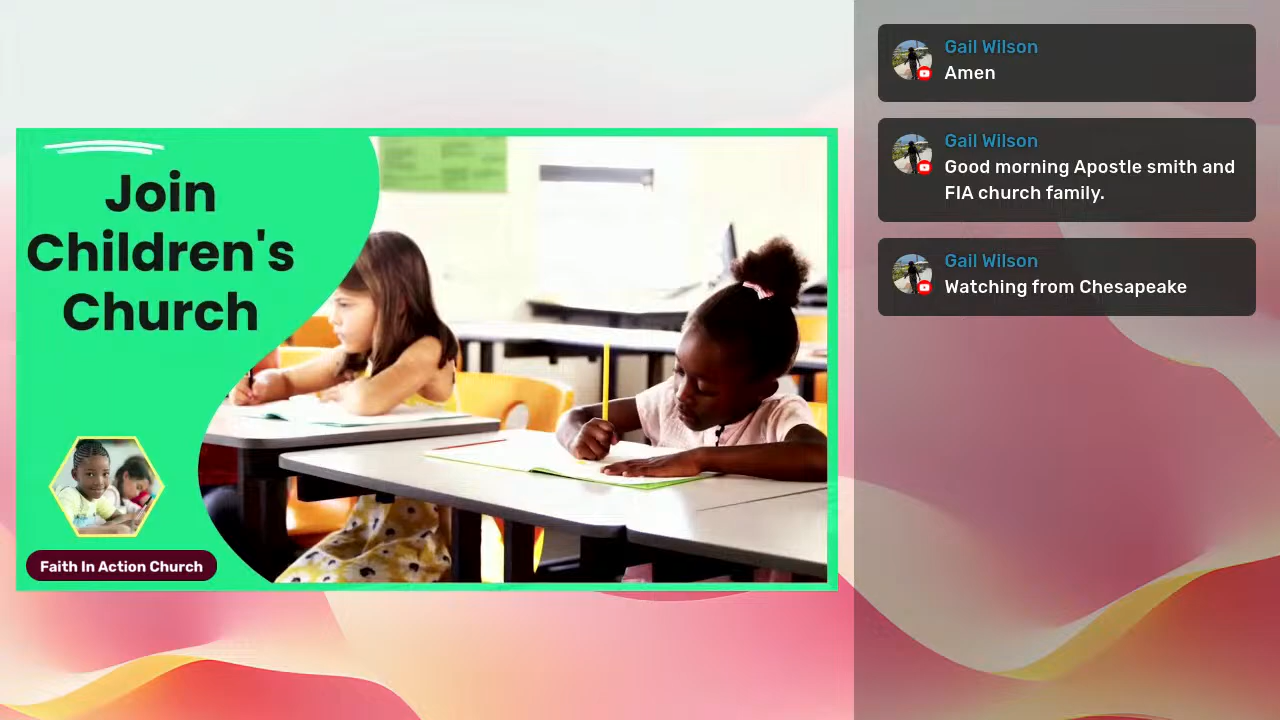 Join
Children's
Church
Faith In Action Church
Gail Wilson
Amen
Gail Wilson
Good morning Apostle smith and
FIA church family.
Gail Wilson
Watching from Chesapeake